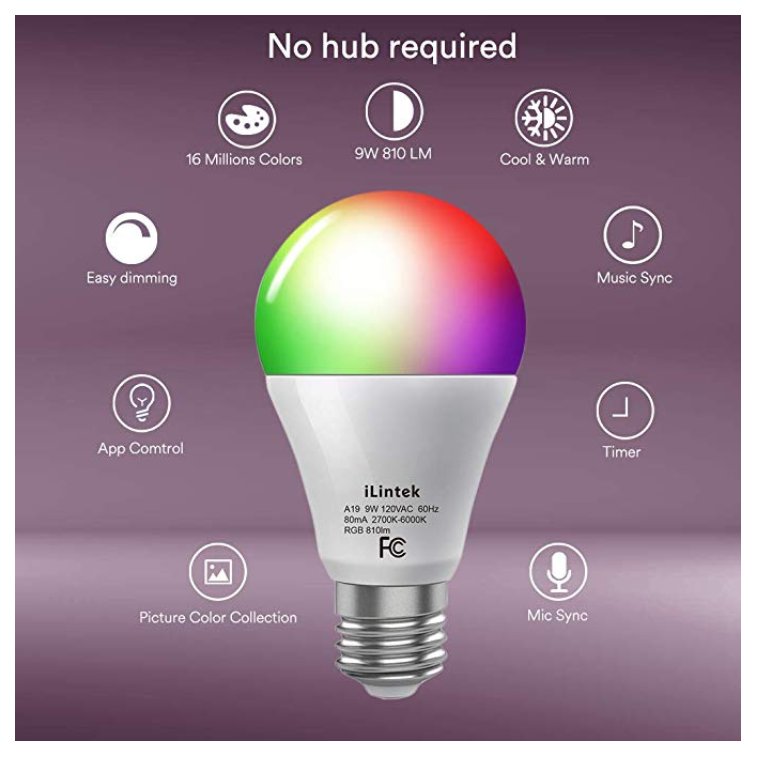 No hub required
16 Millions Colors
9W 810 LM
Cool & Warm
Easy dimming
Music Sync
App Comtrol
Timer
iLintek
A19 9W 120VAC 60Hz
80mA 2700K-6000K
RGB 810lm
FC
Picture Color Collection
Mic Sync